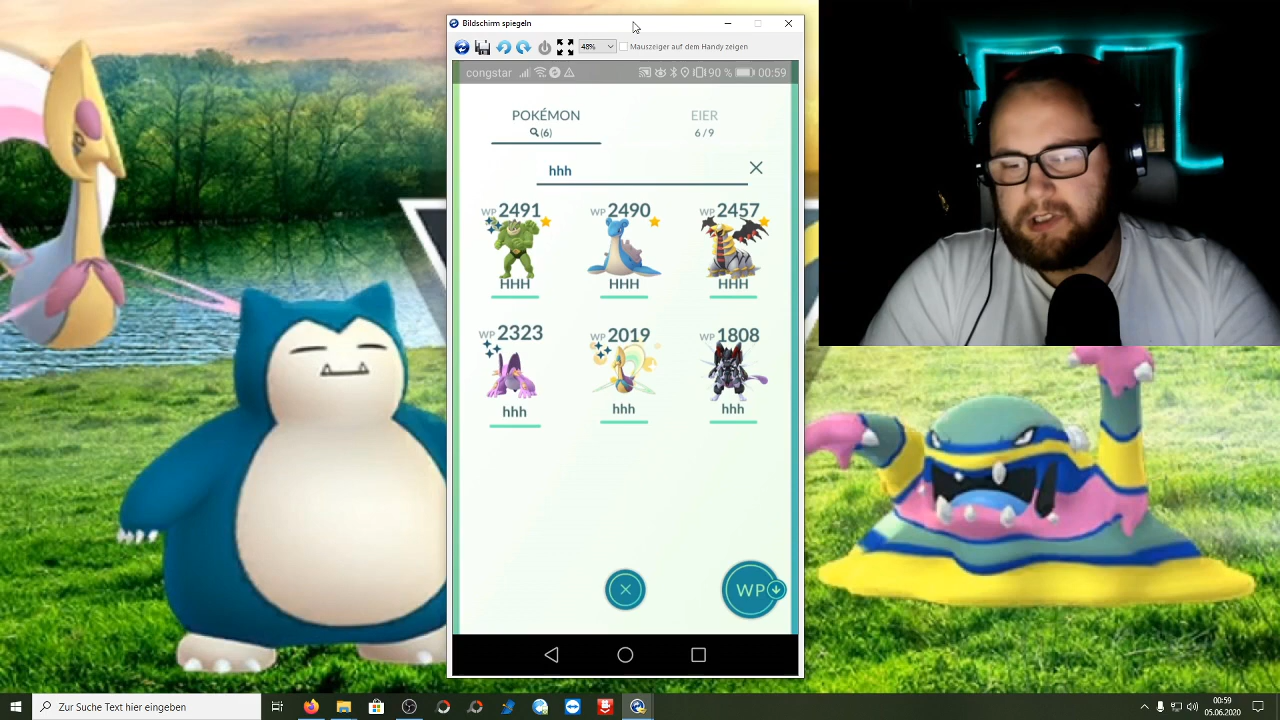 Bildschirm spiegeln
48%
Mauszeiger auf dem Handy zeigen
congstar
90 % 00:59
POKÉMON
(6)
EIER
6 / 9
hhh
WP 2491
WP 2490
WP 2457
HHH
HHH
HHH
WP 2323
WP 2019
WP 1808
hhh
hhh
hhh
WP
Zur Suche Text hier eingeben
00:59
05.06.2020